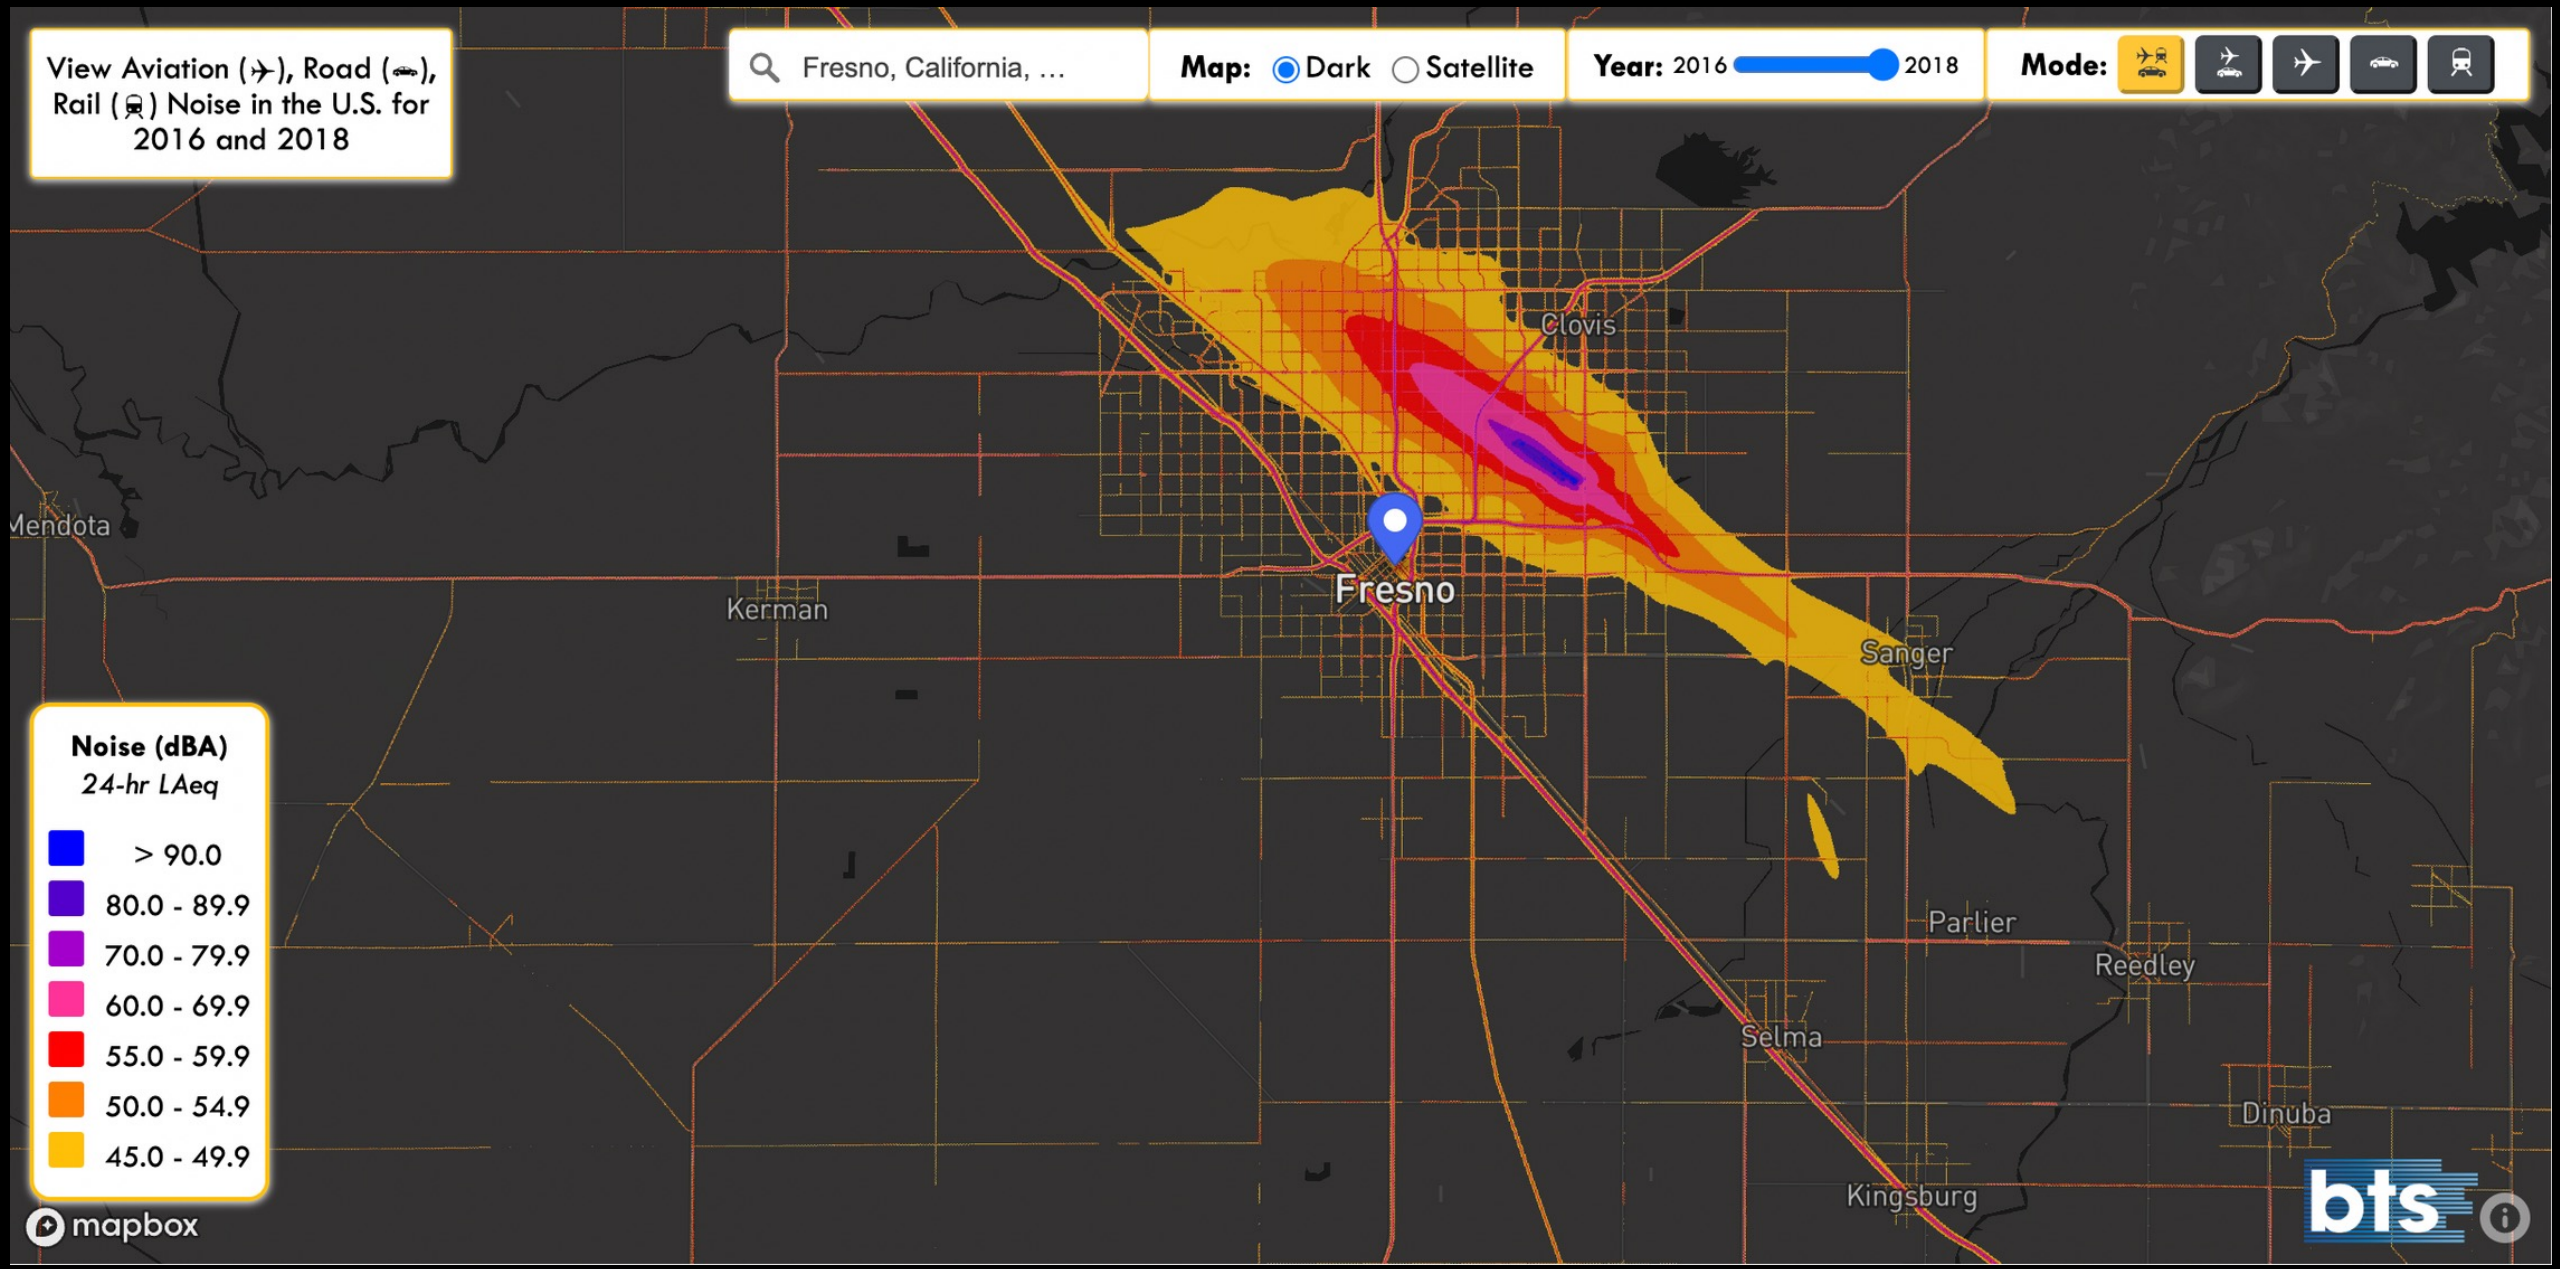 View Aviation (✈), Road (🚗),
Rail (🚆) Noise in the U.S. for
2016 and 2018
Fresno, California, ...
Map: Dark Satellite
Year: 2016 2018
Mode:
Clovis
Mendota
Fresno
Kerman
Sanger
Parlier
Reedley
Selma
Dinuba
Kingsburg
Noise (dBA)
24-hr LAeq
> 90.0
80.0 - 89.9
70.0 - 79.9
60.0 - 69.9
55.0 - 59.9
50.0 - 54.9
45.0 - 49.9
mapbox
bts
i